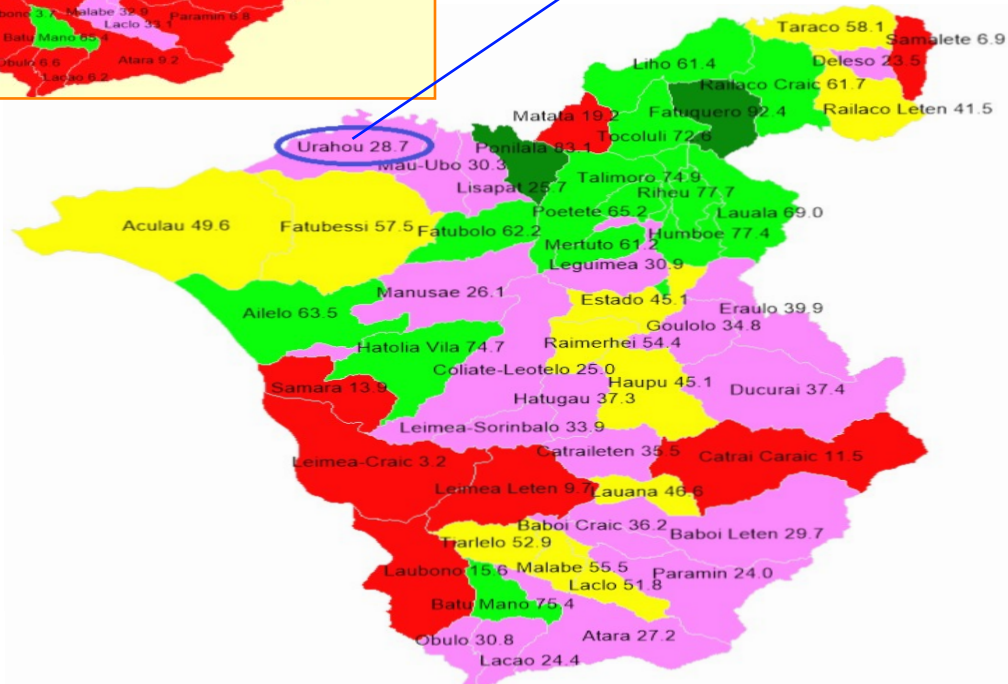 Malabe 32.9
Paramin 6.8
Laclo 33.1
Batu Mano 65.4
Atara 9.2
Lacao 6.2
Taraco 58.1
Samalete 6.9
Deleso 23.5
Liho 61.4
Railaco Craic 61.7
Railaco Leten 41.5
Fatuquero 92.4
Matata 19.2
Tocoluli 72.6
Urahou 28.7
Ponilala 83.1
Mau-Ubo 30.3
Lisapat 25.7
Talimoro 74.9
Riheu 77.7
Poetete 65.2
Lauala 69.0
Aculau 49.6
Fatubessi 57.5
Fatubolo 62.2
Humboe 77.4
Mertuto 61.2
Leguimea 30.9
Manusae 26.1
Estado 45.1
Eraulo 39.9
Ailelo 63.5
Goulolo 34.8
Raimerhei 54.4
Hatolia Vila 74.7
Coliate-Leotelo 25.0
Haupu 45.1
Samara 13.9
Ducurai 37.4
Hatugau 37.3
Leimea-Sorinbalo 33.9
Catraileten 35.5
Catrai Caraic 11.5
Leimea-Craic 3.2
Leimea Leten 9.7
Lauana 46.6
Baboi Craic 36.2
Baboi Leten 29.7
Tiarlelo 52.9
Laubono 15.6
Malabe 55.5
Paramin 24.0
Laclo 51.8
Batu Mano 75.4
Atara 27.2
Obulo 30.8
Lacao 24.4